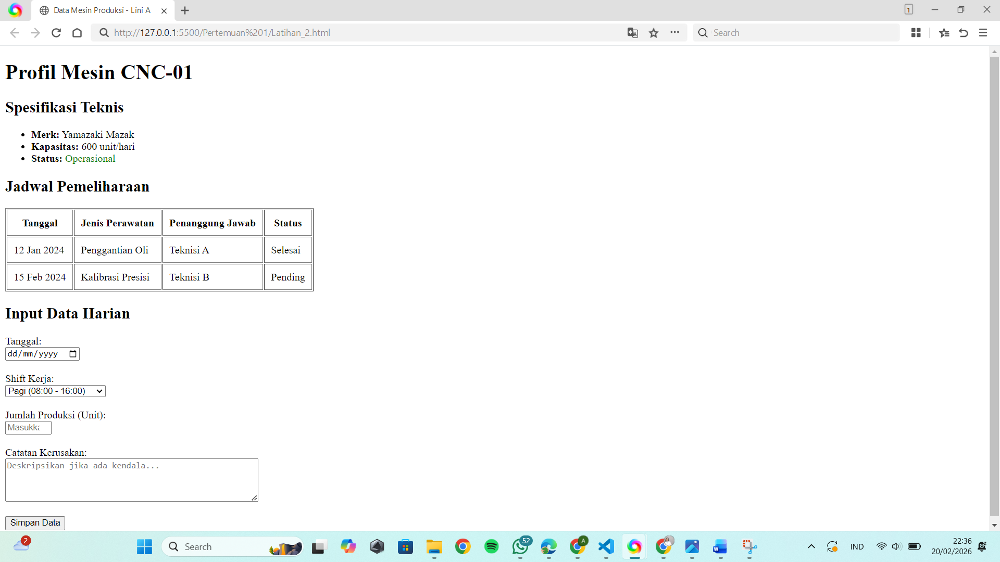 Data Mesin Produksi - Lini A
1
http://127.0.0.1:5500/Pertemuan%201/Latihan_2.html
Search
Profil Mesin CNC-01
Spesifikasi Teknis
Merk: Yamazaki Mazak
Kapasitas: 600 unit/hari
Status: Operasional
Jadwal Pemeliharaan
Tanggal Jenis Perawatan Penanggung Jawab Status
12 Jan 2024 Penggantian Oli Teknisi A Selesai
15 Feb 2024 Kalibrasi Presisi Teknisi B Pending
Input Data Harian
Tanggal:
dd/mm/yyyy
Shift Kerja:
Pagi (08:00 - 16:00)
Jumlah Produksi (Unit):
Masukka
Catatan Kerusakan:
Deskripsikan jika ada kendala...
Simpan Data
2
Search
52
A
IND
22:36
20/02/2026